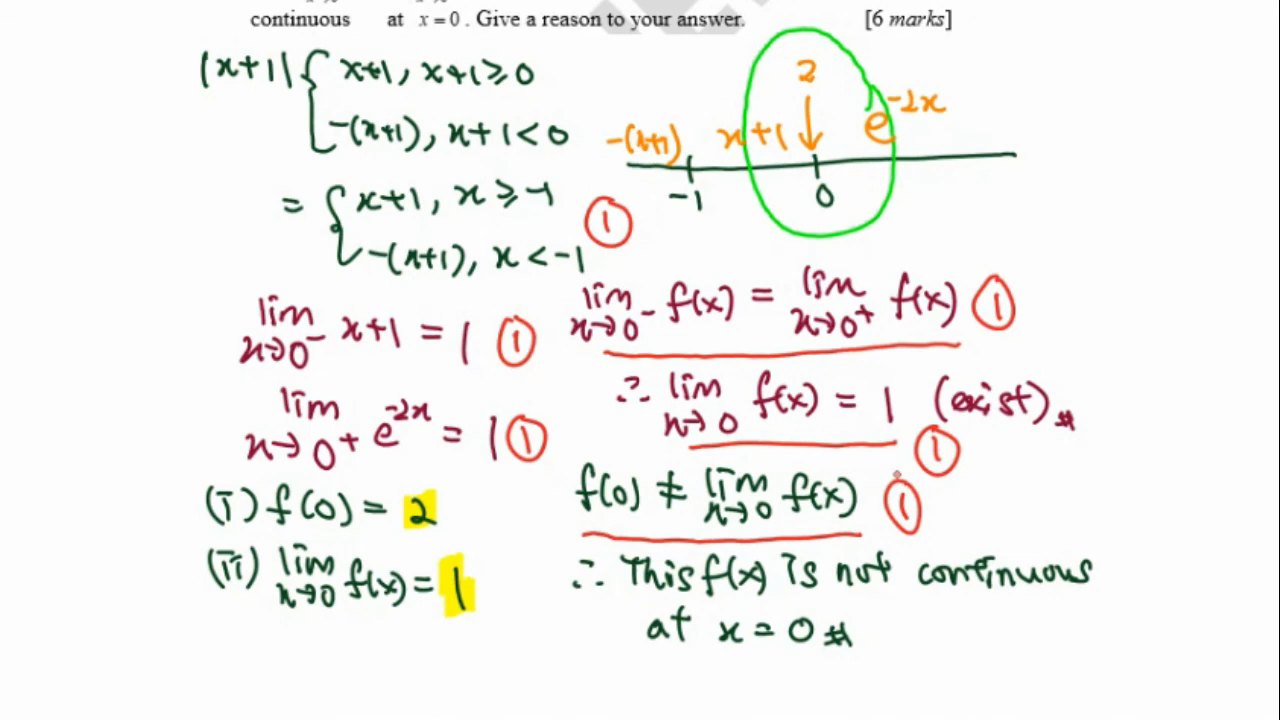 continuous at x = 0. Give a reason to your answer. [6 marks]
|x+1| { x+1, x+1 ≥ 0
-(x+1), x+1 < 0
= { x+1, x ≥ -1 ①
-(x+1), x < -1
2
-(x+1) x+1 ↓ e^{-2x}
-1 0
lim x→0⁻ x+1 = 1 ①
lim x→0⁺ e^{-2x} = 1 ①
(i) f(0) = 2
(ii) lim x→0 f(x) = 1
lim x→0⁻ f(x) = lim x→0⁺ f(x) ①
∴ lim x→0 f(x) = 1 (exist) #
①
f(0) ≠ lim x→0 f(x) ①
∴ This f(x) is not continuous
at x = 0 #